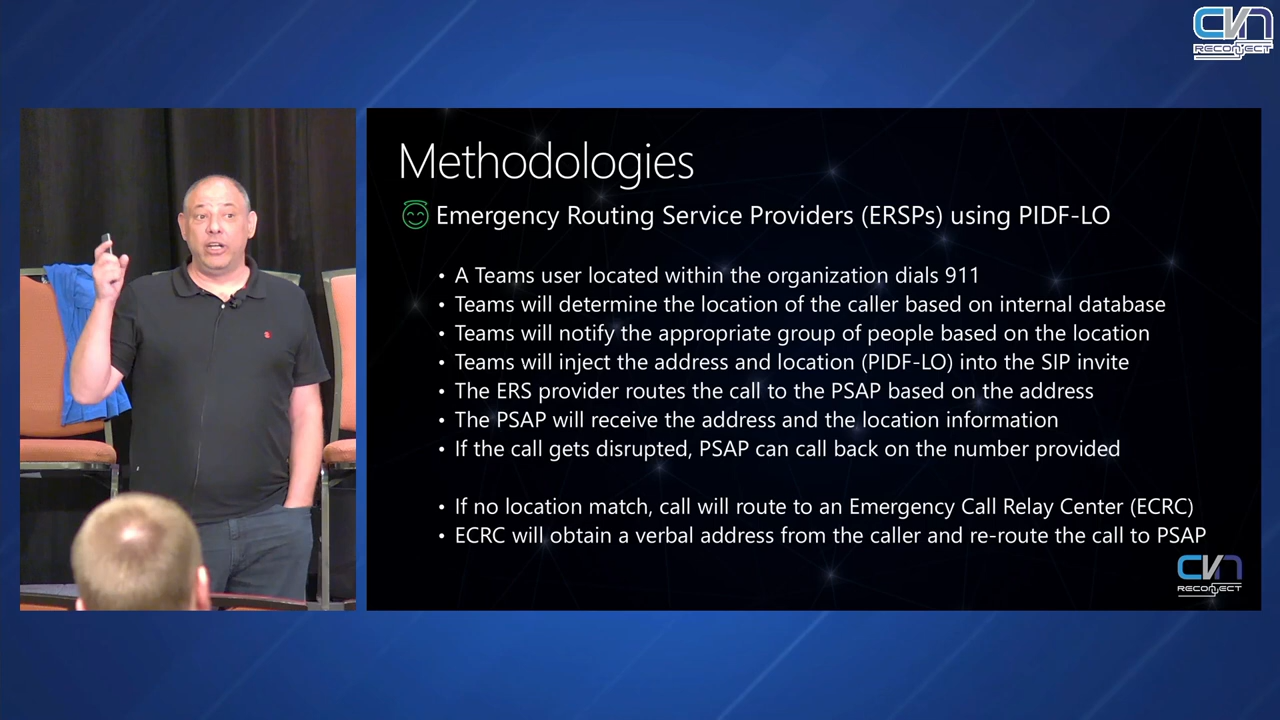 CVN
RECONJECT
Methodologies
Emergency Routing Service Providers (ERSPs) using PIDF-LO
• A Teams user located within the organization dials 911
• Teams will determine the location of the caller based on internal database
• Teams will notify the appropriate group of people based on the location
• Teams will inject the address and location (PIDF-LO) into the SIP invite
• The ERS provider routes the call to the PSAP based on the address
• The PSAP will receive the address and the location information
• If the call gets disrupted, PSAP can call back on the number provided
• If no location match, call will route to an Emergency Call Relay Center (ECRC)
• ECRC will obtain a verbal address from the caller and re-route the call to PSAP
CVN
RECONJECT